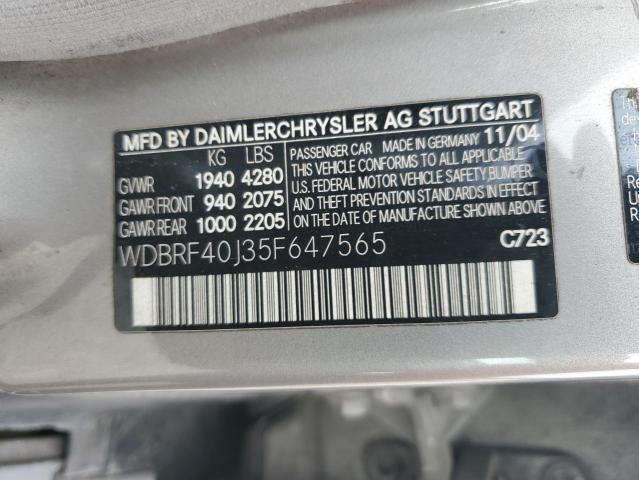 MFD BY DAIMLERCHRYSLER AG STUTTGART
KG LBS
GVWR 1940 4280
GAWR FRONT 940 2075
GAWR REAR 1000 2205
PASSENGER CAR MADE IN GERMANY 11/04
THIS VEHICLE CONFORMS TO ALL APPLICABLE
U.S. FEDERAL MOTOR VEHICLE SAFETY,BUMPER
AND THEFT PREVENTION STANDARDS IN EFFECT
ON THE DATE OF MANUFACTURE SHOWN ABOVE
WDBRF40J35F647565
C723